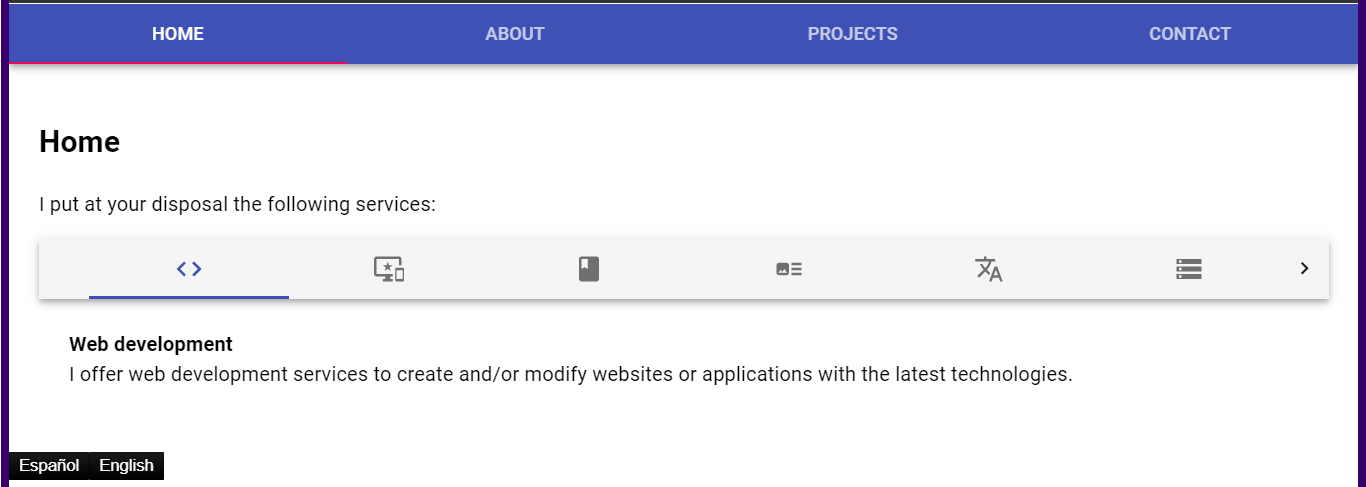 HOME ABOUT PROJECTS CONTACT
Home
I put at your disposal the following services:
Web development
I offer web development services to create and/or modify websites or applications with the latest technologies.
Español English